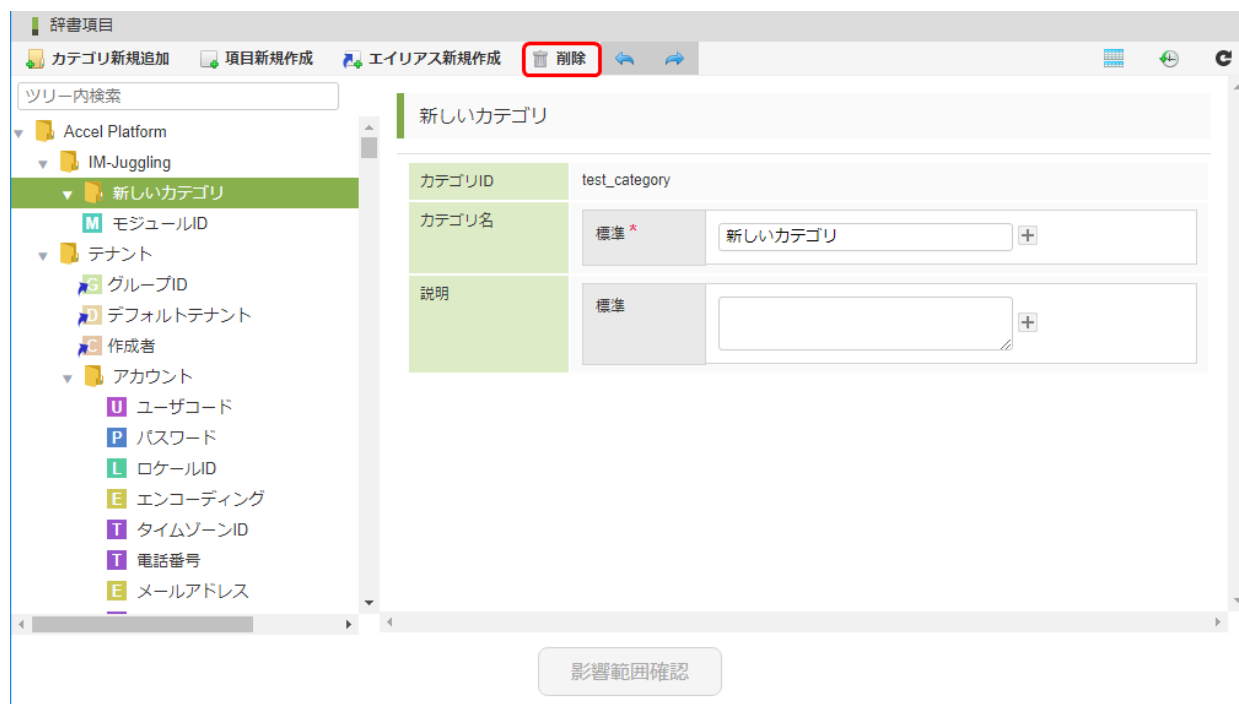 辞書項目
カテゴリ新規追加 項目新規作成 エイリアス新規作成 削除
ツリー内検索
Accel Platform
IM-Juggling
新しいカテゴリ
M モジュールID
テナント
G グループID
D デフォルトテナント
C 作成者
アカウント
U ユーザコード
P パスワード
L ロケールID
E エンコーディング
T タイムゾーンID
T 電話番号
E メールアドレス
新しいカテゴリ
カテゴリID test_category
カテゴリ名 標準 * 新しいカテゴリ
説明 標準
影響範囲確認